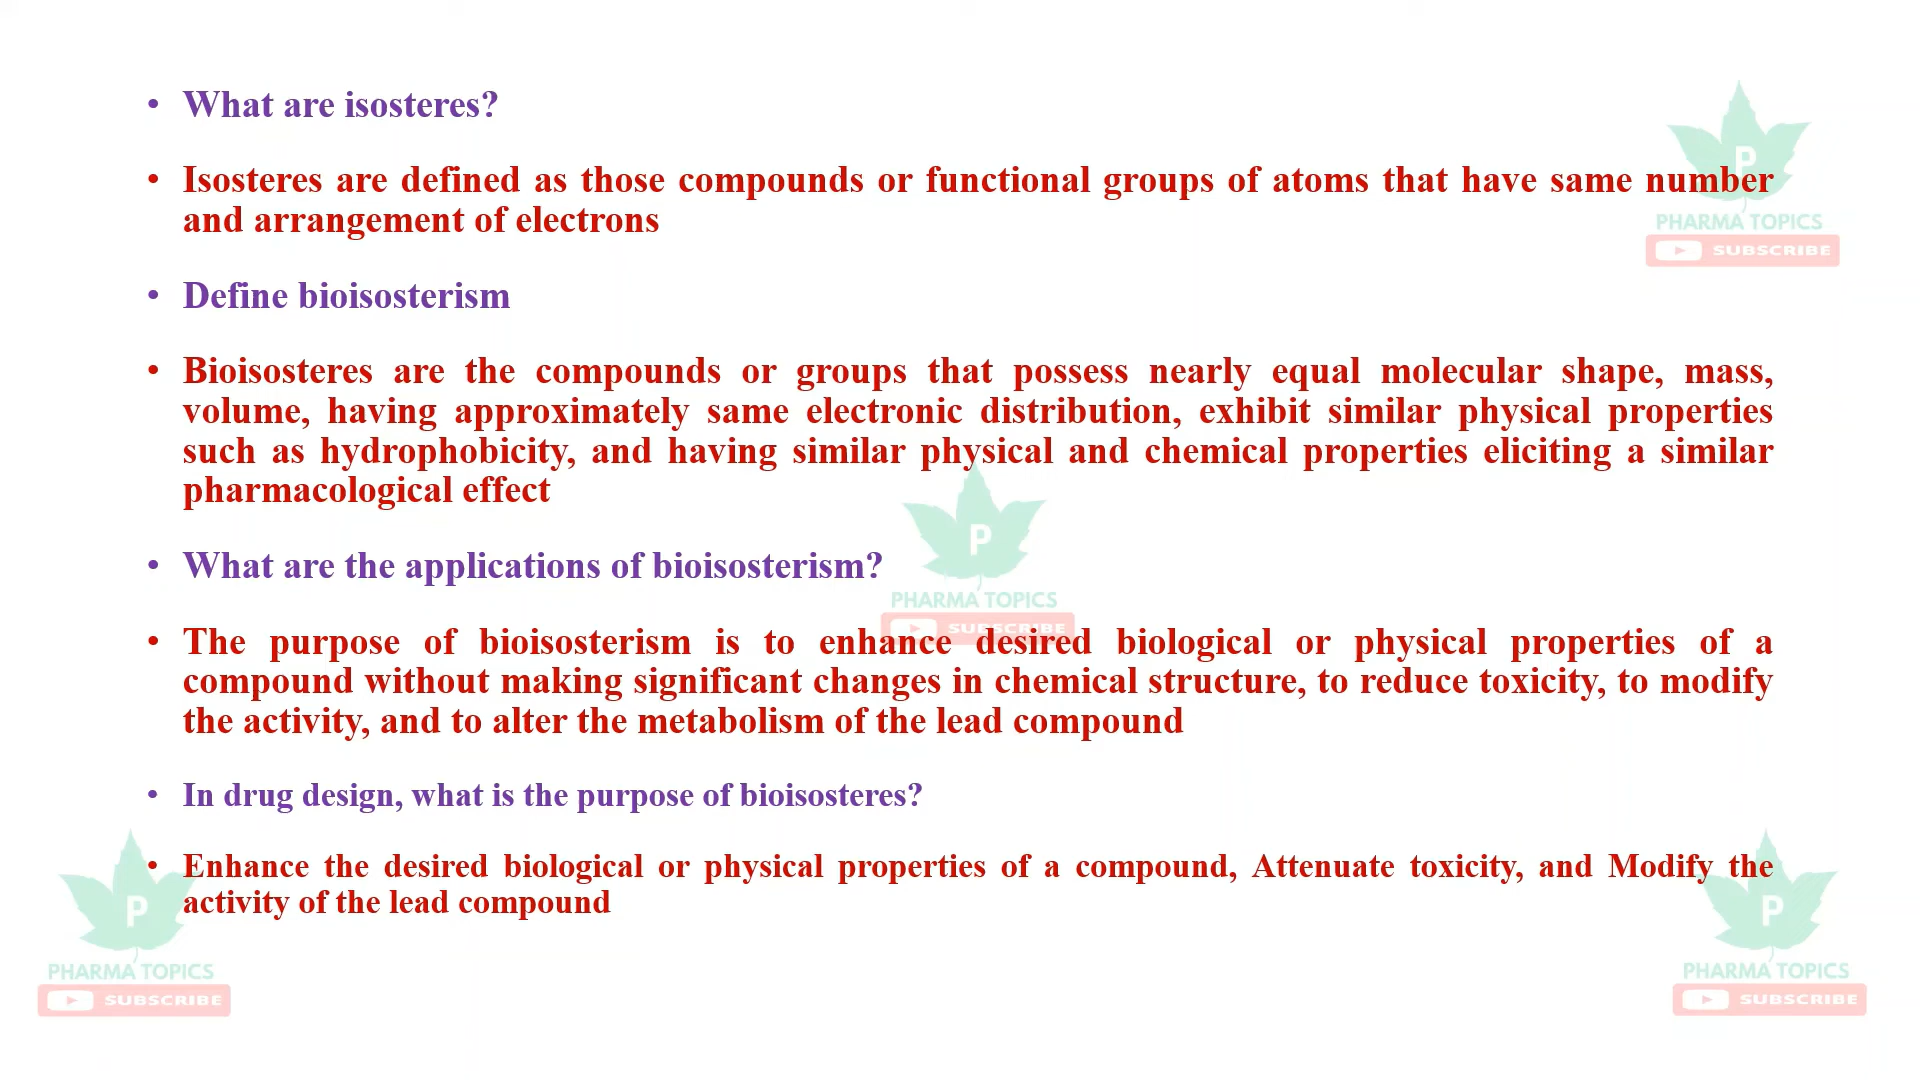 • What are isosteres?
• Isosteres are defined as those compounds or functional groups of atoms that have same number
and arrangement of electrons
• Define bioisosterism
• Bioisosteres are the compounds or groups that possess nearly equal molecular shape, mass,
volume, having approximately same electronic distribution, exhibit similar physical properties
such as hydrophobicity, and having similar physical and chemical properties eliciting a similar
pharmacological effect
• What are the applications of bioisosterism?
• The purpose of bioisosterism is to enhance desired biological or physical properties of a
compound without making significant changes in chemical structure, to reduce toxicity, to modify
the activity, and to alter the metabolism of the lead compound
• In drug design, what is the purpose of bioisosteres?
• Enhance the desired biological or physical properties of a compound, Attenuate toxicity, and Modify the
activity of the lead compound
P
PHARMA TOPICS
SUBSCRIBE
P
PHARMA TOPICS
SUBSCRIBE
P
PHARMA TOPICS
SUBSCRIBE
P
PHARMA TOPICS
SUBSCRIBE